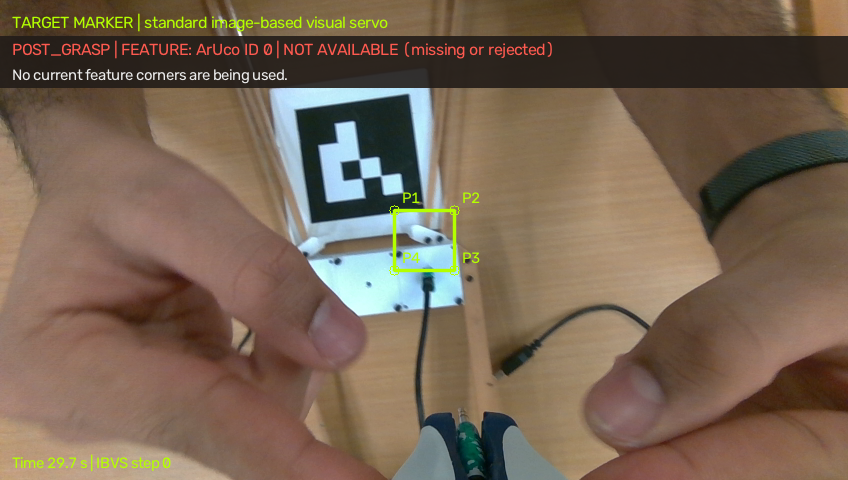 TARGET MARKER | standard image-based visual servo
POST_GRASP | FEATURE: ArUco ID 0 | NOT AVAILABLE (missing or rejected)
No current feature corners are being used.
P1 P2
P4 P3
Time 29.7 s | IBVS step 0